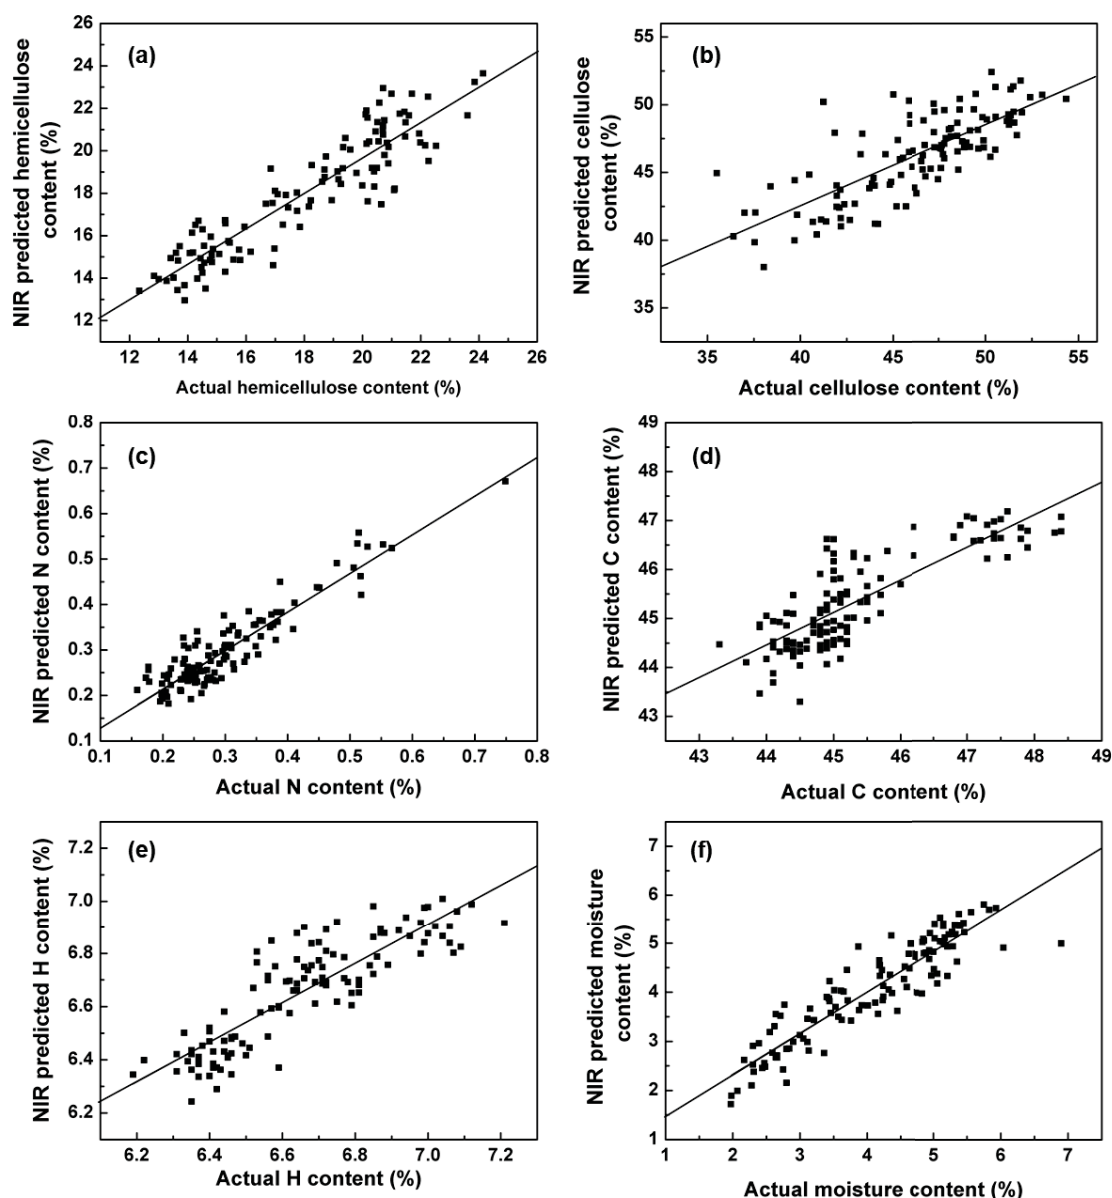 (a)
NIR predicted hemicellulose
content (%)
26
24
22
20
18
16
14
12
12 14 16 18 20 22 24 26
Actual hemicellulose content (%)
(b)
NIR predicted cellulose
content (%)
55
50
45
40
35
35 40 45 50 55
Actual cellulose content (%)
(c)
NIR predicted N content (%)
0.8
0.7
0.6
0.5
0.4
0.3
0.2
0.1
0.1 0.2 0.3 0.4 0.5 0.6 0.7 0.8
Actual N content (%)
(d)
NIR predicted C content (%)
49
48
47
46
45
44
43
43 44 45 46 47 48 49
Actual C content (%)
(e)
NIR predicted H content (%)
7.2
7.0
6.8
6.6
6.4
6.2
6.2 6.4 6.6 6.8 7.0 7.2
Actual H content (%)
(f)
NIR predicted moisture
content (%)
7
6
5
4
3
2
1
1 2 3 4 5 6 7
Actual moisture content (%)